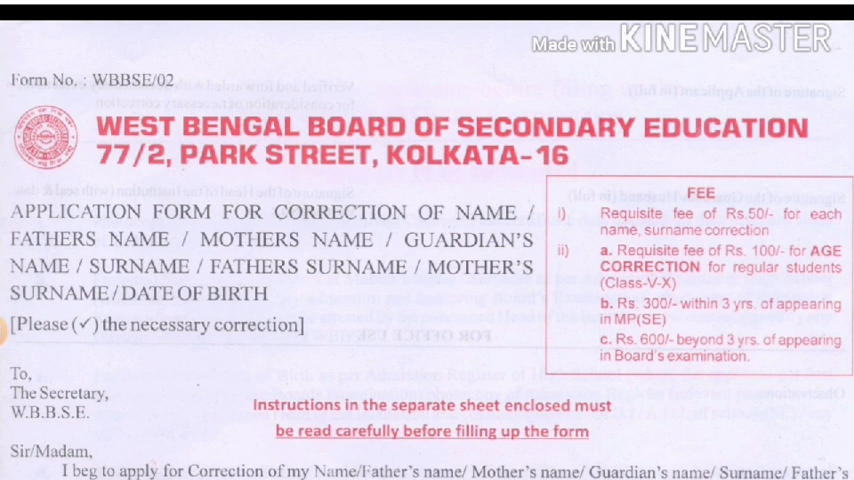 Made with KINEMASTER
Form No. : WBBSE/02
WEST BENGAL BOARD OF SECONDARY EDUCATION
77/2, PARK STREET, KOLKATA-16
APPLICATION FORM FOR CORRECTION OF NAME
FATHERS NAME / MOTHERS NAME / GUARDIAN'S
NAME / SURNAME / FATHERS SURNAME / MOTHER'S
SURNAME / DATE OF BIRTH
[Please (✓) the necessary correction]
FEE
i) Requisite fee of Rs.50/- for each
name, surname correction
ii) a. Requisite fee of Rs. 100/- for AGE
CORRECTION for regular students
(Class-V-X)
b. Rs. 300/- within 3 yrs. of appearing
in MP(SE)
c. Rs. 600/- beyond 3 yrs. of appearing
in Board's examination.
To,
The Secretary,
W.B.B.S.E.
Instructions in the separate sheet enclosed must
be read carefully before filling up the form
Sir/Madam,
I beg to apply for Correction of my Name/Father's name/ Mother's name/ Guardian's name/ Surname/ Father's